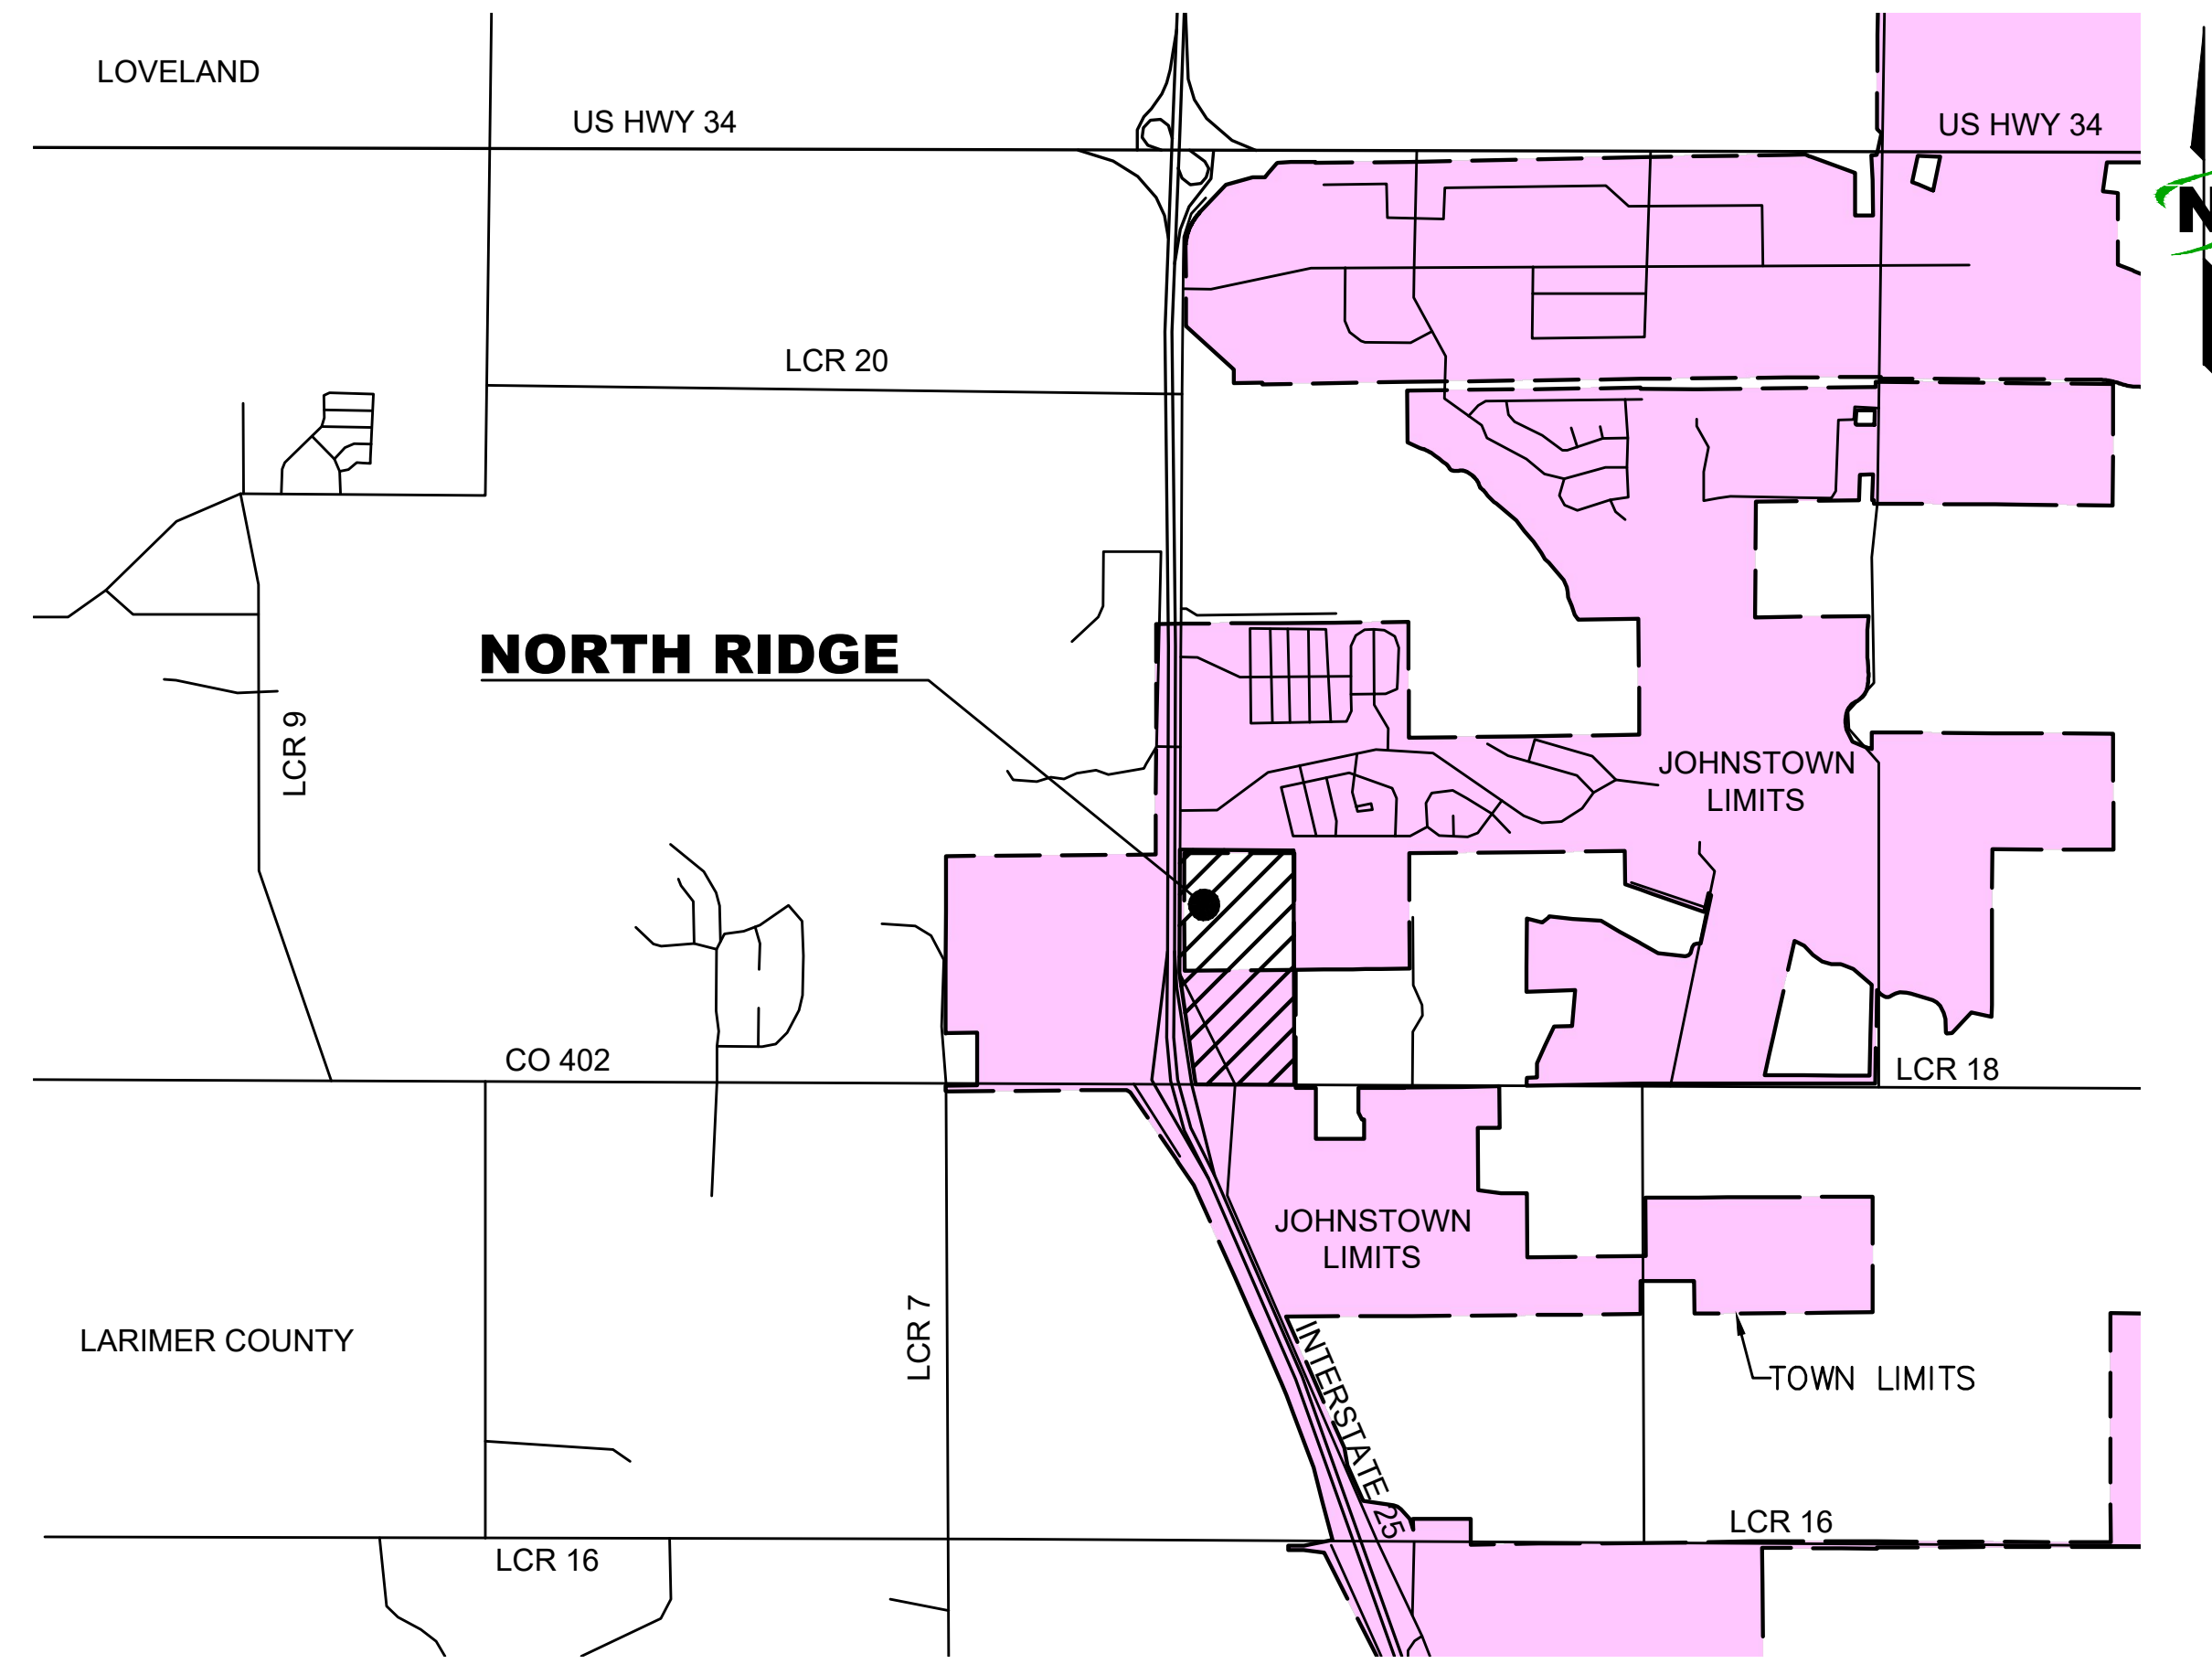 LOVELAND
US HWY 34
US HWY 34
LCR 20
NORTH RIDGE
LCR 9
JOHNSTOWN
LIMITS
CO 402
LCR 18
JOHNSTOWN
LIMITS
LARIMER COUNTY
LCR 7
INTERSTATE 25
TOWN LIMITS
LCR 16
LCR 16
N